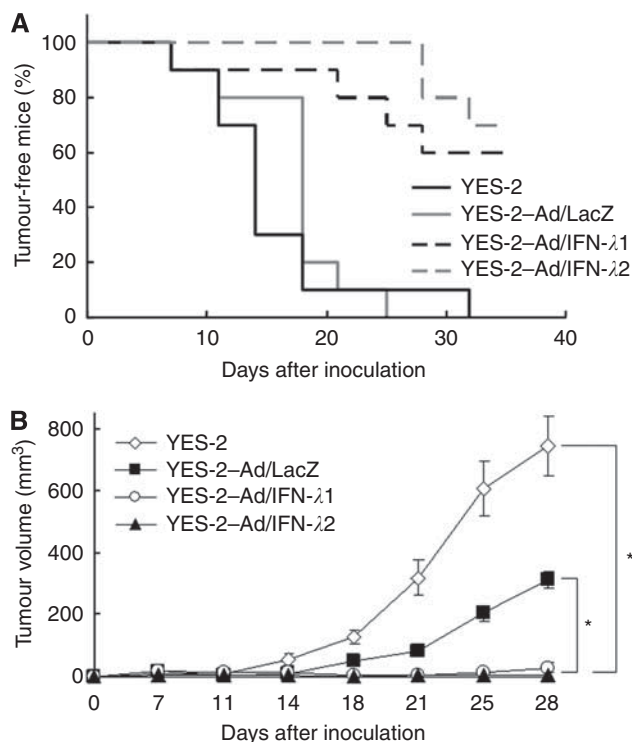 A
Tumour-free mice (%)
100
80
60
40
20
0
YES-2
YES-2–Ad/LacZ
YES-2–Ad/IFN-λ1
YES-2–Ad/IFN-λ2
0 10 20 30 40
Days after inoculation
B
Tumour volume (mm³)
800
600
400
200
0
YES-2
YES-2–Ad/LacZ
YES-2–Ad/IFN-λ1
YES-2–Ad/IFN-λ2
*
*
0 7 11 14 18 21 25 28
Days after inoculation